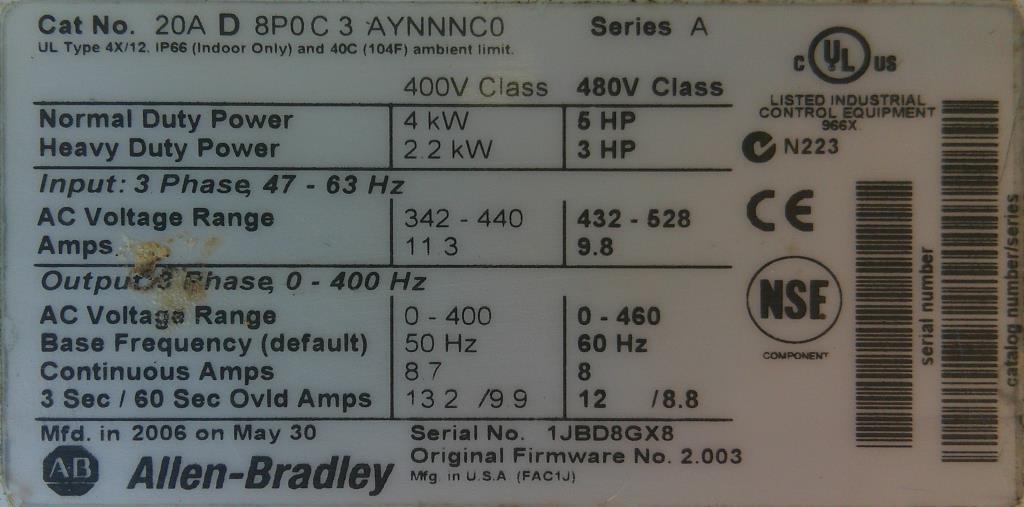 Cat No. 20A D 8P0 C 3 AYNNNC0 Series A
UL Type 4X/12, IP66 (Indoor Only) and 40C (104F) ambient limit.
400V Class 480V Class
Normal Duty Power 4 kW 5 HP
Heavy Duty Power 2.2 kW 3 HP
Input: 3 Phase, 47 - 63 Hz
AC Voltage Range 342 - 440 432 - 528
Amps 11.3 9.8
Output: 3 Phase, 0 - 400 Hz
AC Voltage Range 0 - 400 0 - 460
Base Frequency (default) 50 Hz 60 Hz
Continuous Amps 8.7 8
3 Sec / 60 Sec Ovld Amps 13.2 /9.9 12 /8.8
Mfd. in 2006 on May 30 Serial No. 1JBD8GX8
Original Firmware No. 2.003
AB Allen-Bradley Mfg. in U.S.A. (FAC1J)
C UL US
LISTED INDUSTRIAL
CONTROL EQUIPMENT
966X
N223
CE
NSE
COMPONENT
serial number
catalog number/series